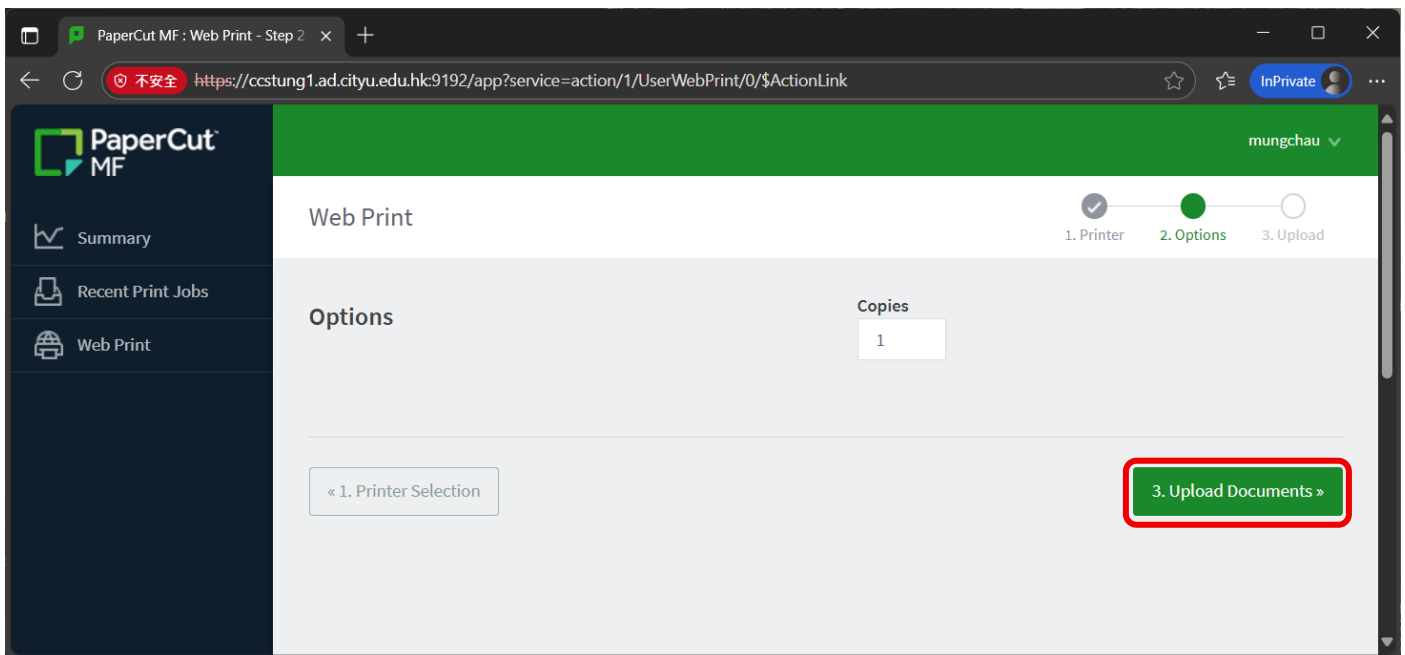 PaperCut MF : Web Print - Step 2
不安全 https://ccstung1.ad.cityu.edu.hk:9192/app?service=action/1/UserWebPrint/0/$ActionLink
InPrivate
PaperCut
MF
mungchau
Summary
Recent Print Jobs
Web Print
Web Print
1. Printer
2. Options
3. Upload
Options
Copies
1
« 1. Printer Selection
3. Upload Documents »